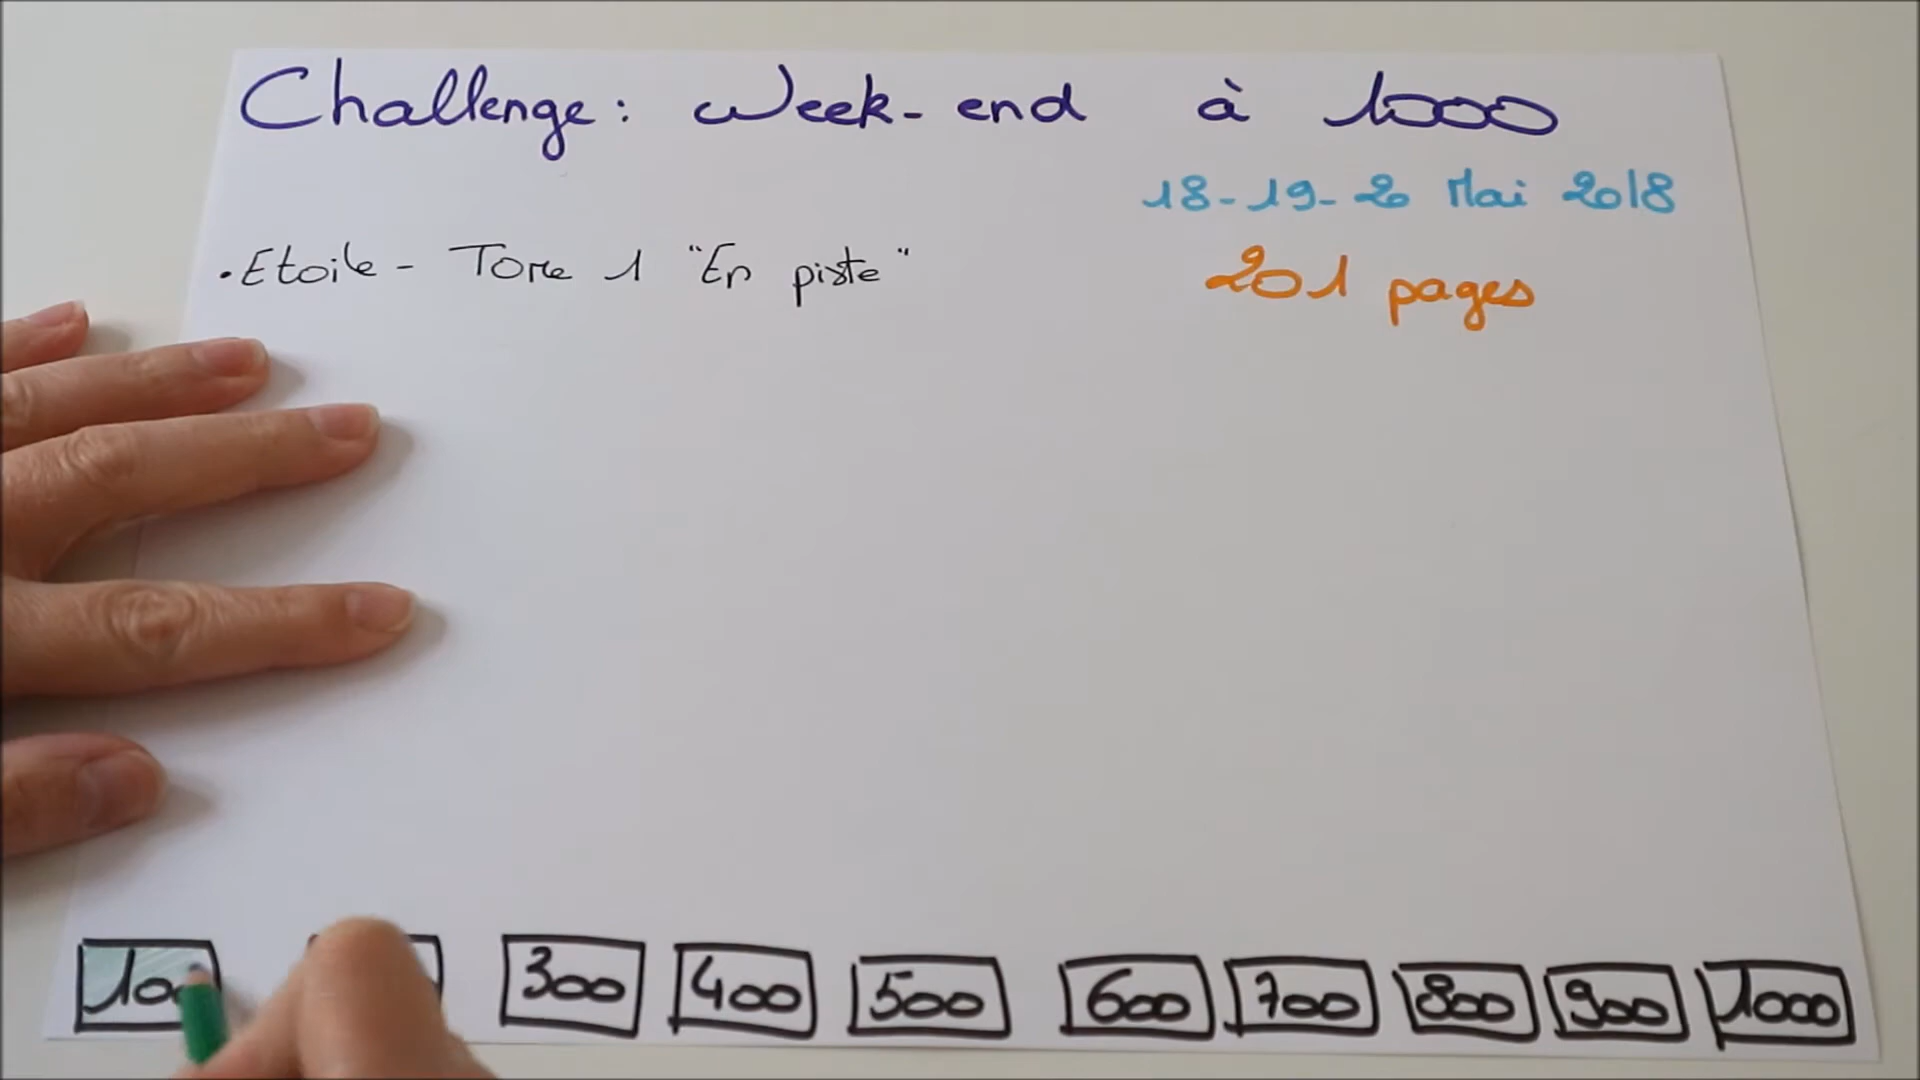 Challenge: Week-end à 1000
18-19-20 Mai 2018
• Etoile - Tome 1 "En piste"
201 pages
100
300
400
500
600
700
800
900
1000